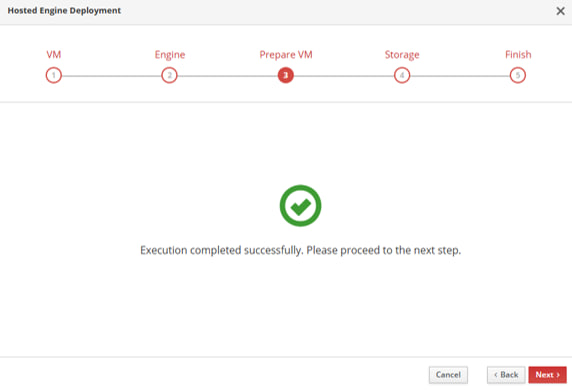 Hosted Engine Deployment
VM Engine Prepare VM Storage Finish
1 2 3 4 5
Execution completed successfully. Please proceed to the next step.
Cancel < Back Next >